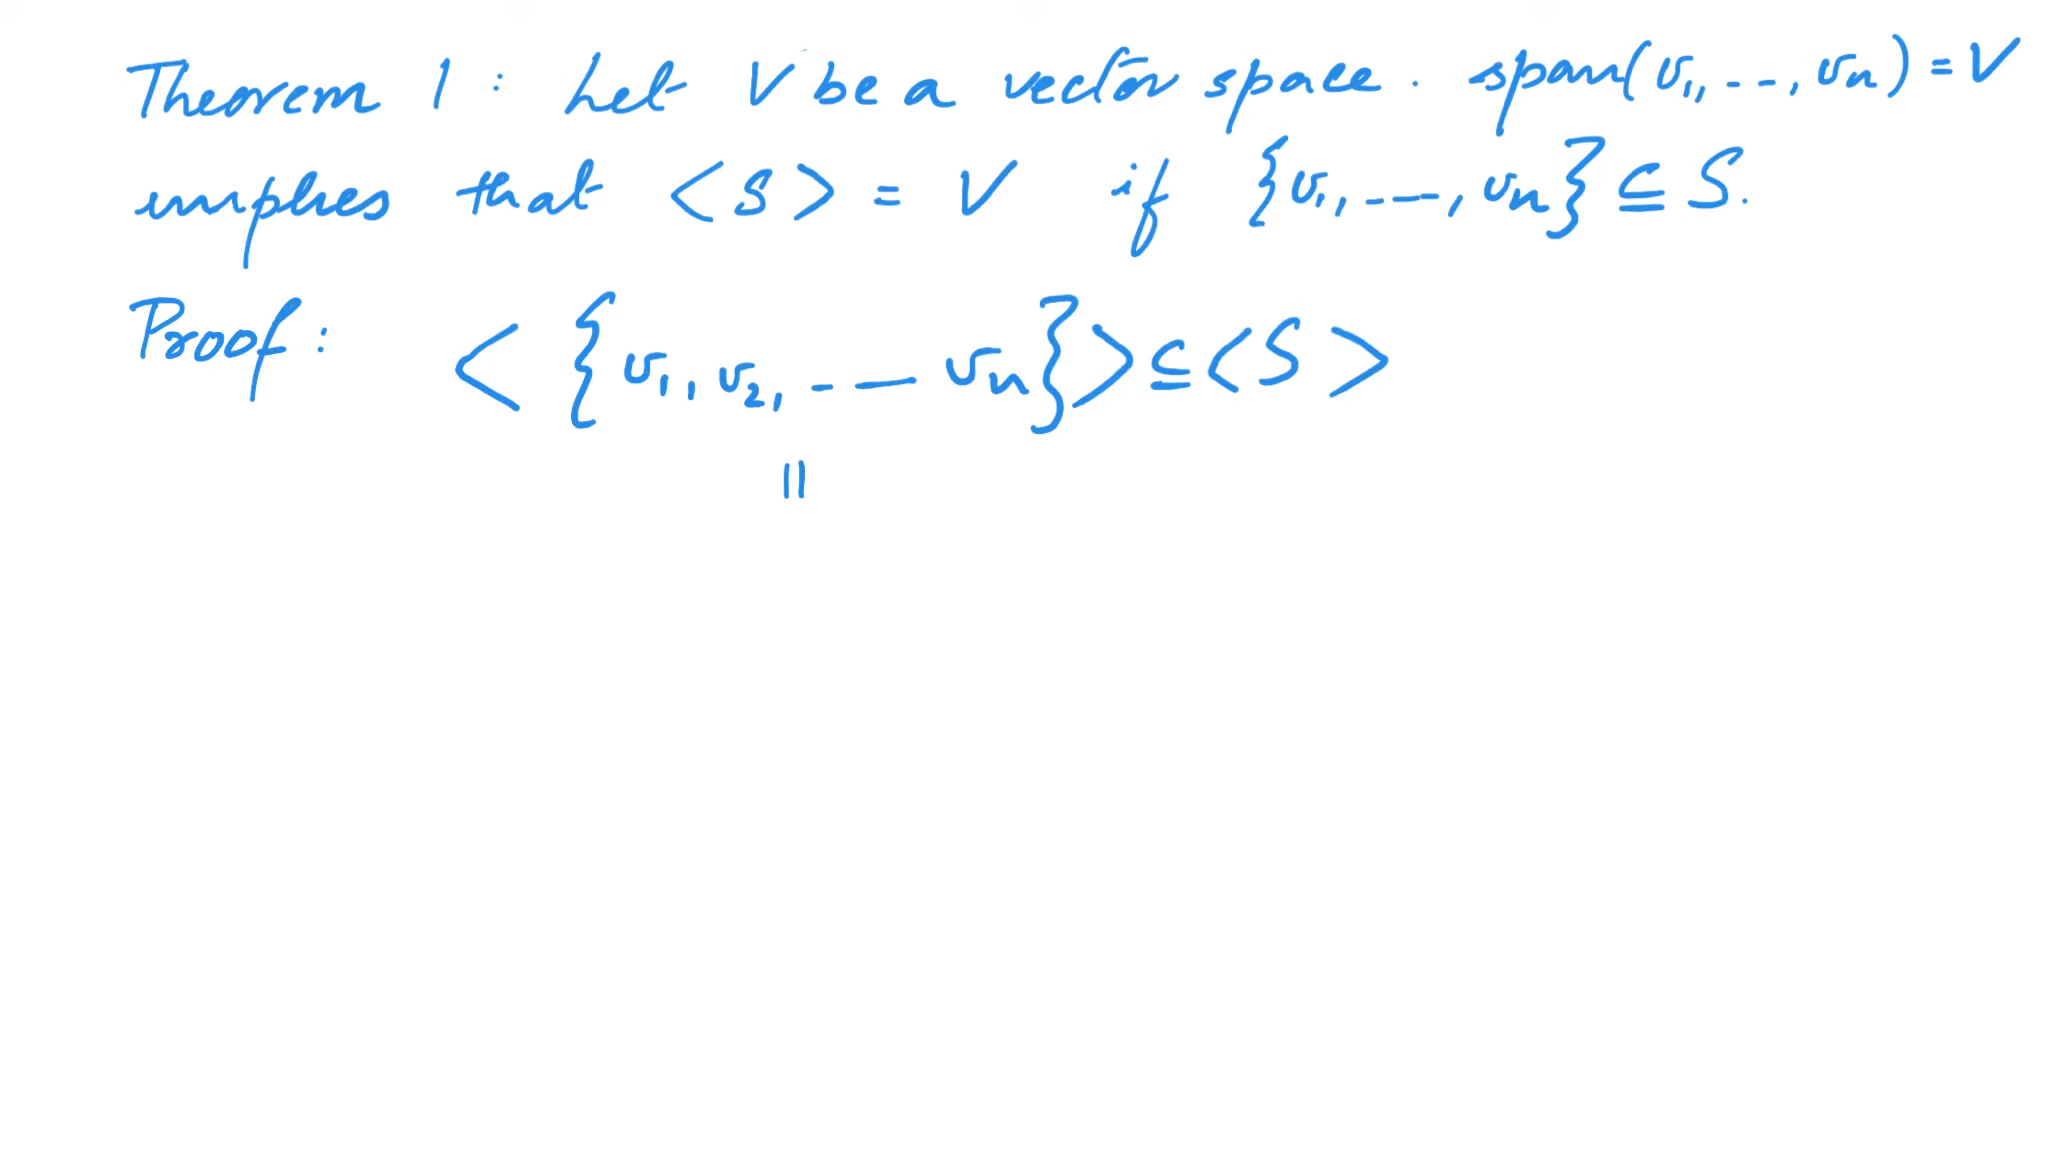 Theorem 1 : Let V be a vector space. span(v₁, --, vₙ) = V
implies that <S> = V if {v₁, ---, vₙ} ⊆ S.
Proof : < {v₁, v₂, -- vₙ} > ⊆ < S >
||